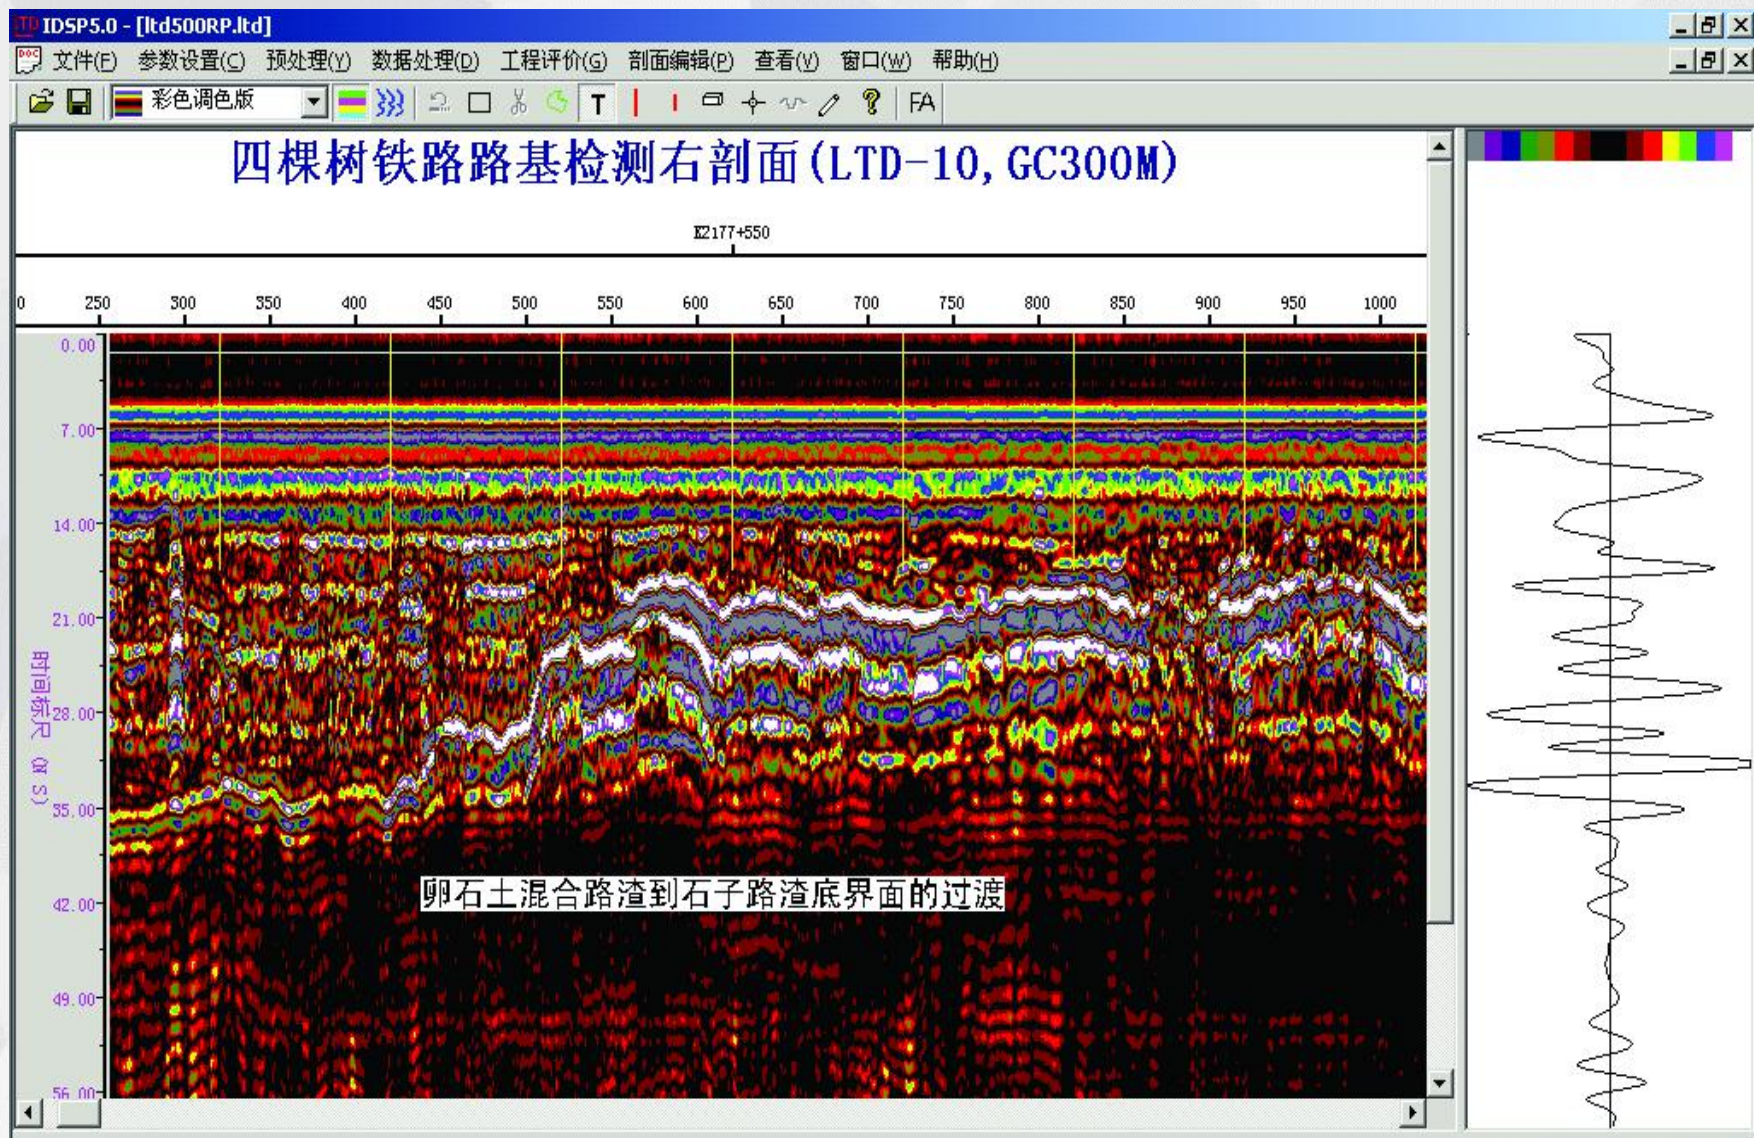 IDSP5.0 - [ltd500RP.ltd]
文件(F) 参数设置(C) 预处理(Y) 数据处理(D) 工程评价(G) 剖面编辑(P) 查看(V) 窗口(W) 帮助(H)
彩色调色版 T FA
四棵树铁路路基检测右剖面(LTD-10,GC300M)
K2177+550
0 250 300 350 400 450 500 550 600 650 700 750 800 850 900 950 1000
0.00
7.00
14.00
21.00
28.00
35.00
42.00
49.00
56.00
时间标尺 (N S)
卵石土混合路渣到石子路渣底界面的过渡